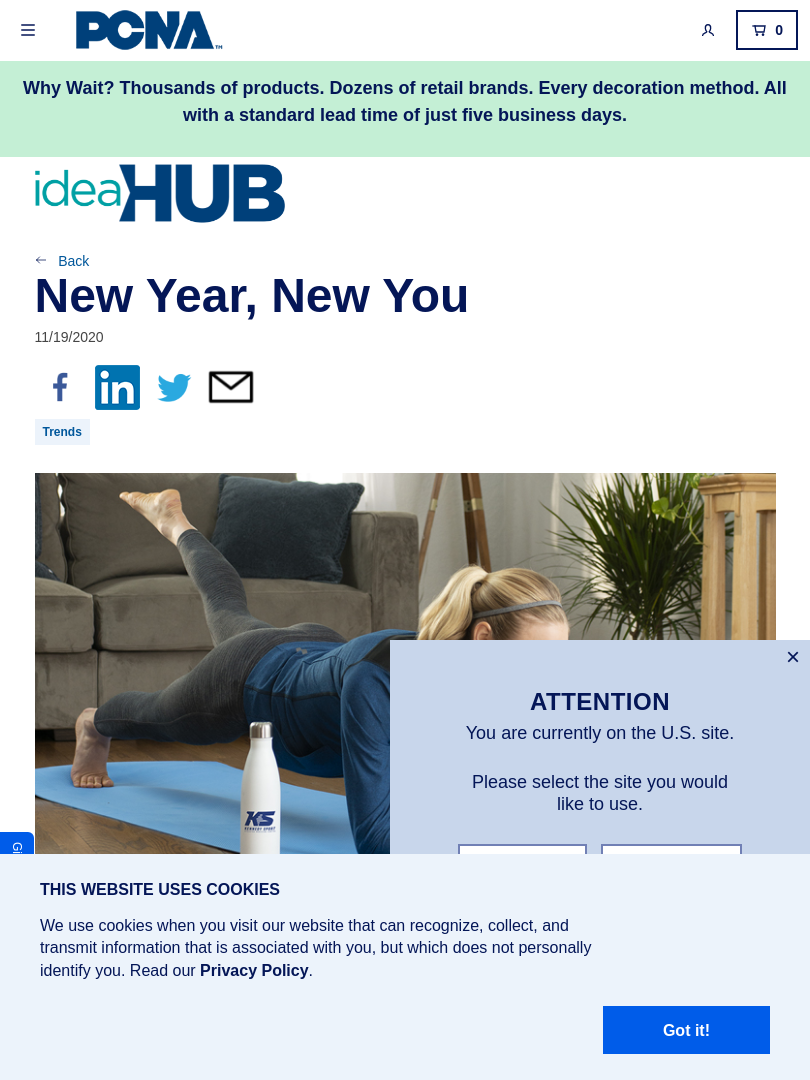 PCNA™
0
Why Wait? Thousands of products. Dozens of retail brands. Every decoration method. All
with a standard lead time of just five business days.
ideaHUB
Back
New Year, New You
11/19/2020
f
in
Trends
KS
ATTENTION
You are currently on the U.S. site.
Please select the site you would
like to use.
THIS WEBSITE USES COOKIES
We use cookies when you visit our website that can recognize, collect, and
transmit information that is associated with you, but which does not personally
identify you. Read our Privacy Policy.
Got it!